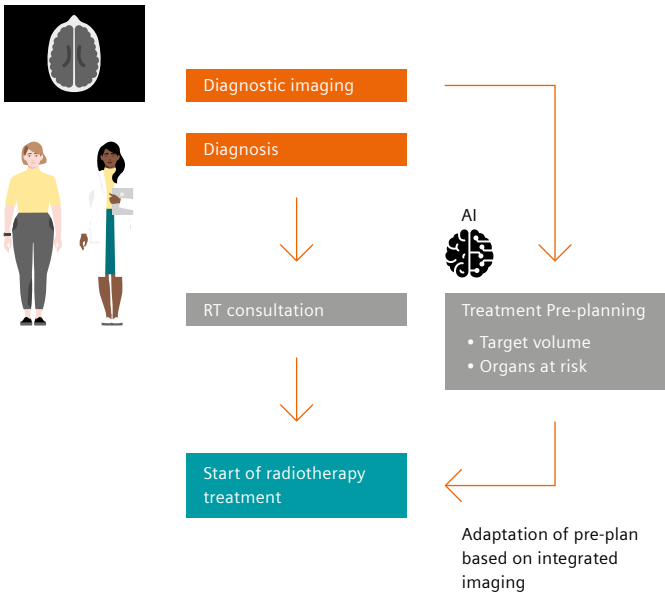 Diagnostic imaging
Diagnosis
AI
RT consultation
Treatment Pre-planning
• Target volume
• Organs at risk
Start of radiotherapy
treatment
Adaptation of pre-plan
based on integrated
imaging